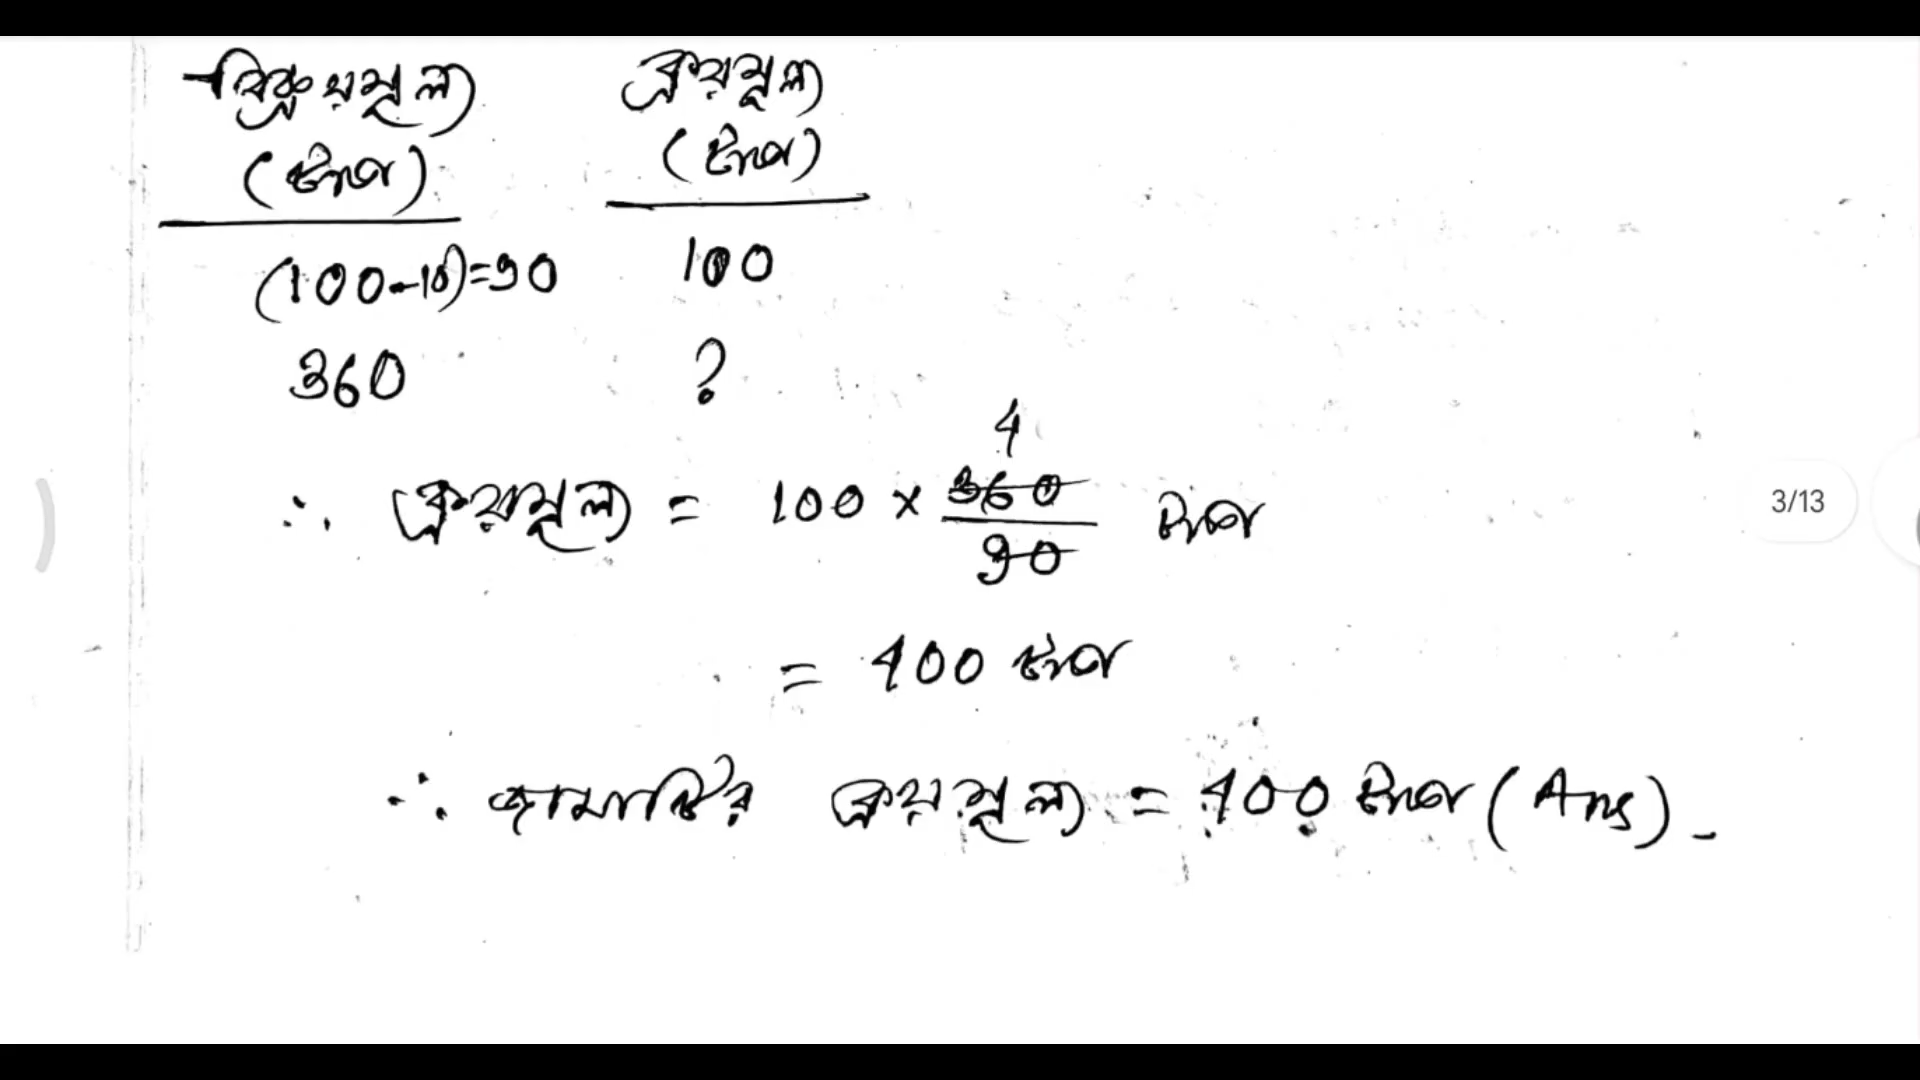 বিক্রয়মূল্য ক্রয়মূল্য
(টাকা) (টাকা)
(100-10)=90 100
360 ?
4
∴ ক্রয়মূল্য = 100 × 360/90 টাকা
= 400 টাকা
∴ জামাটির ক্রয়মূল্য = 400 টাকা (Ans).
3/13